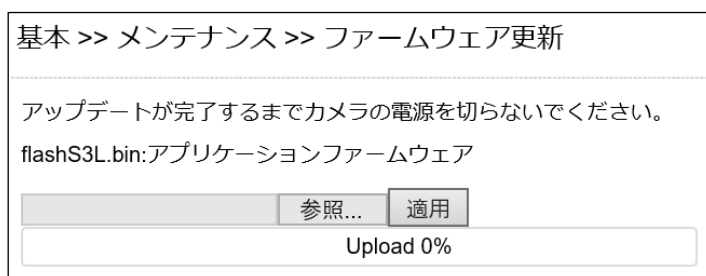 基本 >> メンテナンス >> ファームウェア更新
アップデートが完了するまでカメラの電源を切らないでください。
flashS3L.bin:アプリケーションファームウェア
参照... 適用
Upload 0%